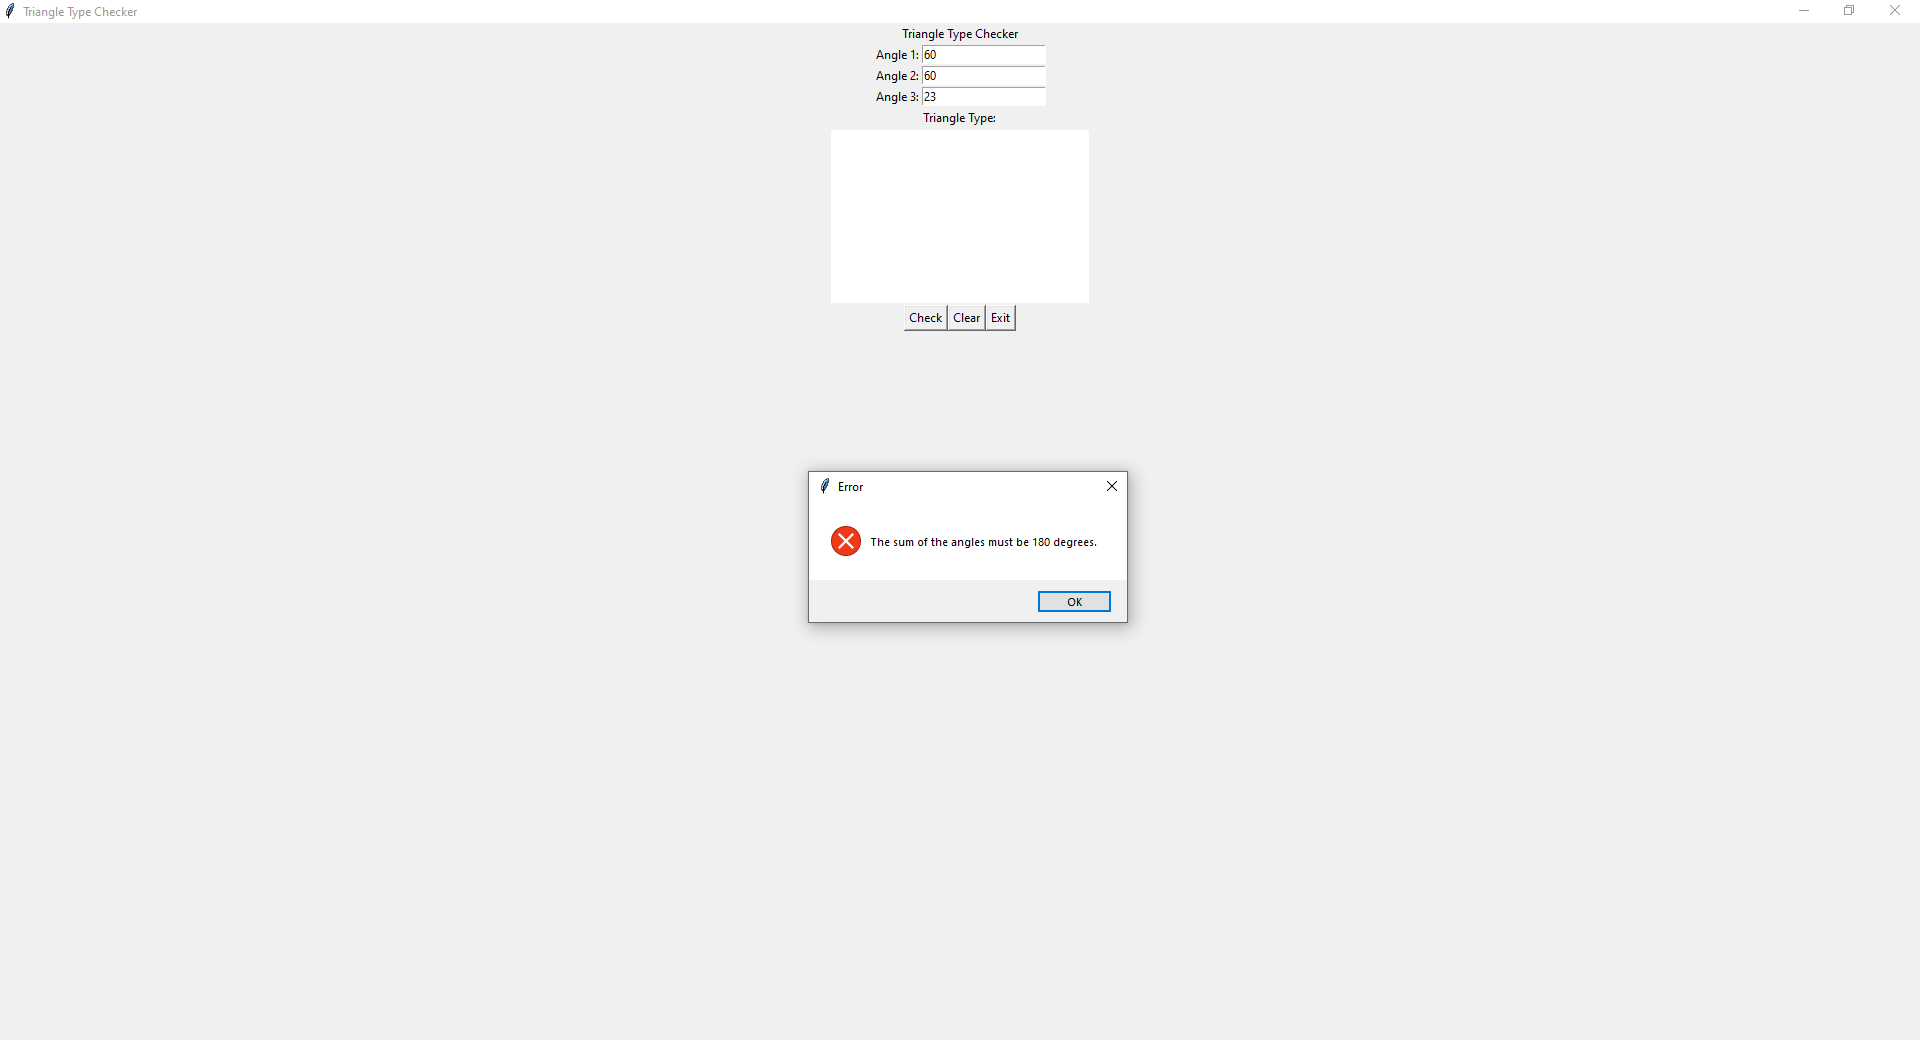 Triangle Type Checker
Triangle Type Checker
Angle 1: 60
Angle 2: 60
Angle 3: 23
Triangle Type:
Check Clear Exit
Error
The sum of the angles must be 180 degrees.
OK